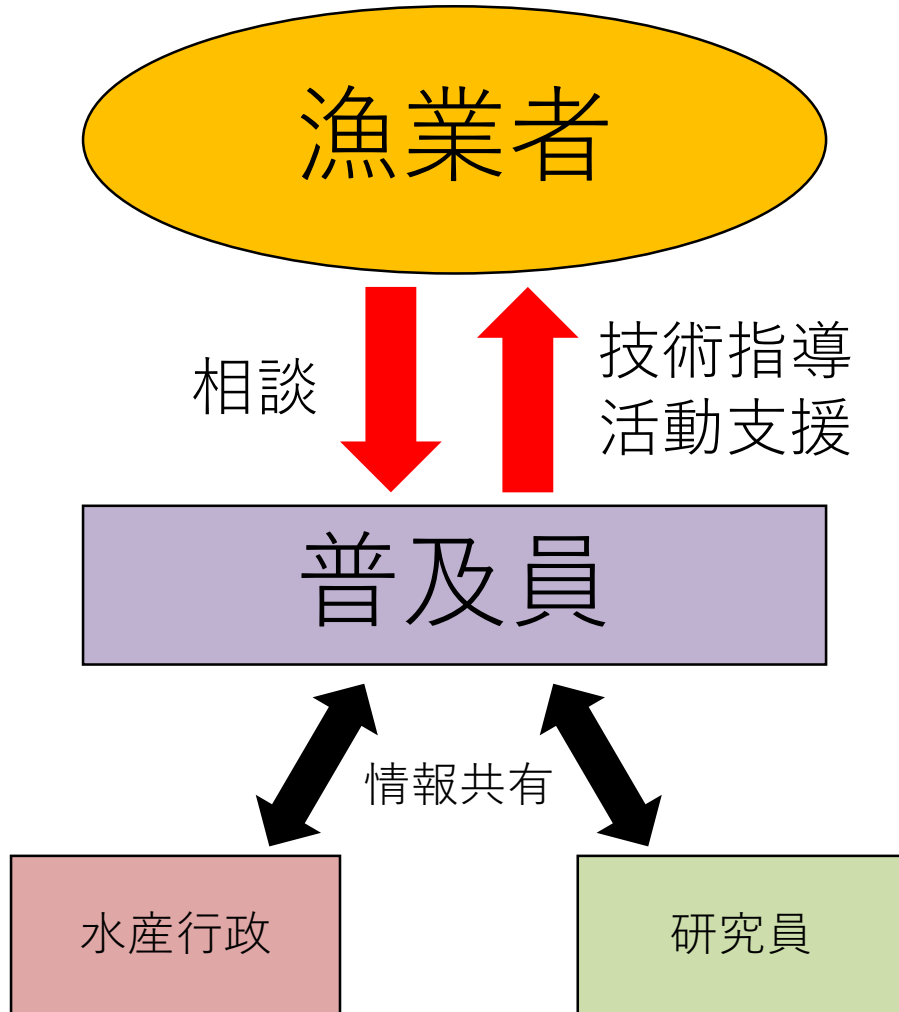 漁業者
相談
技術指導
活動支援
普及員
情報共有
水産行政
研究員